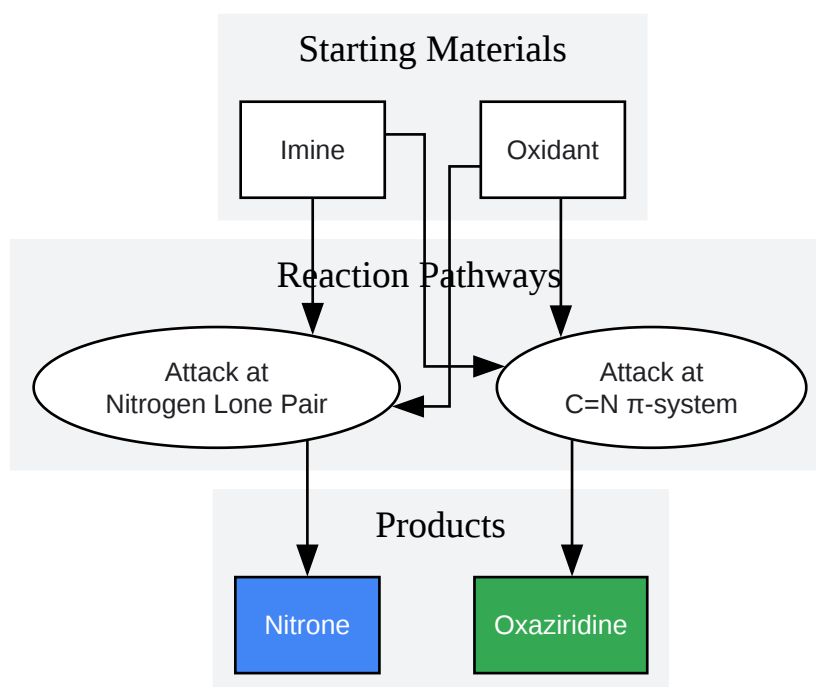 Starting Materials
Imine
Oxidant
Reaction Pathways
Attack at
Nitrogen Lone Pair
Attack at
C=N π-system
Products
Nitrone
Oxaziridine